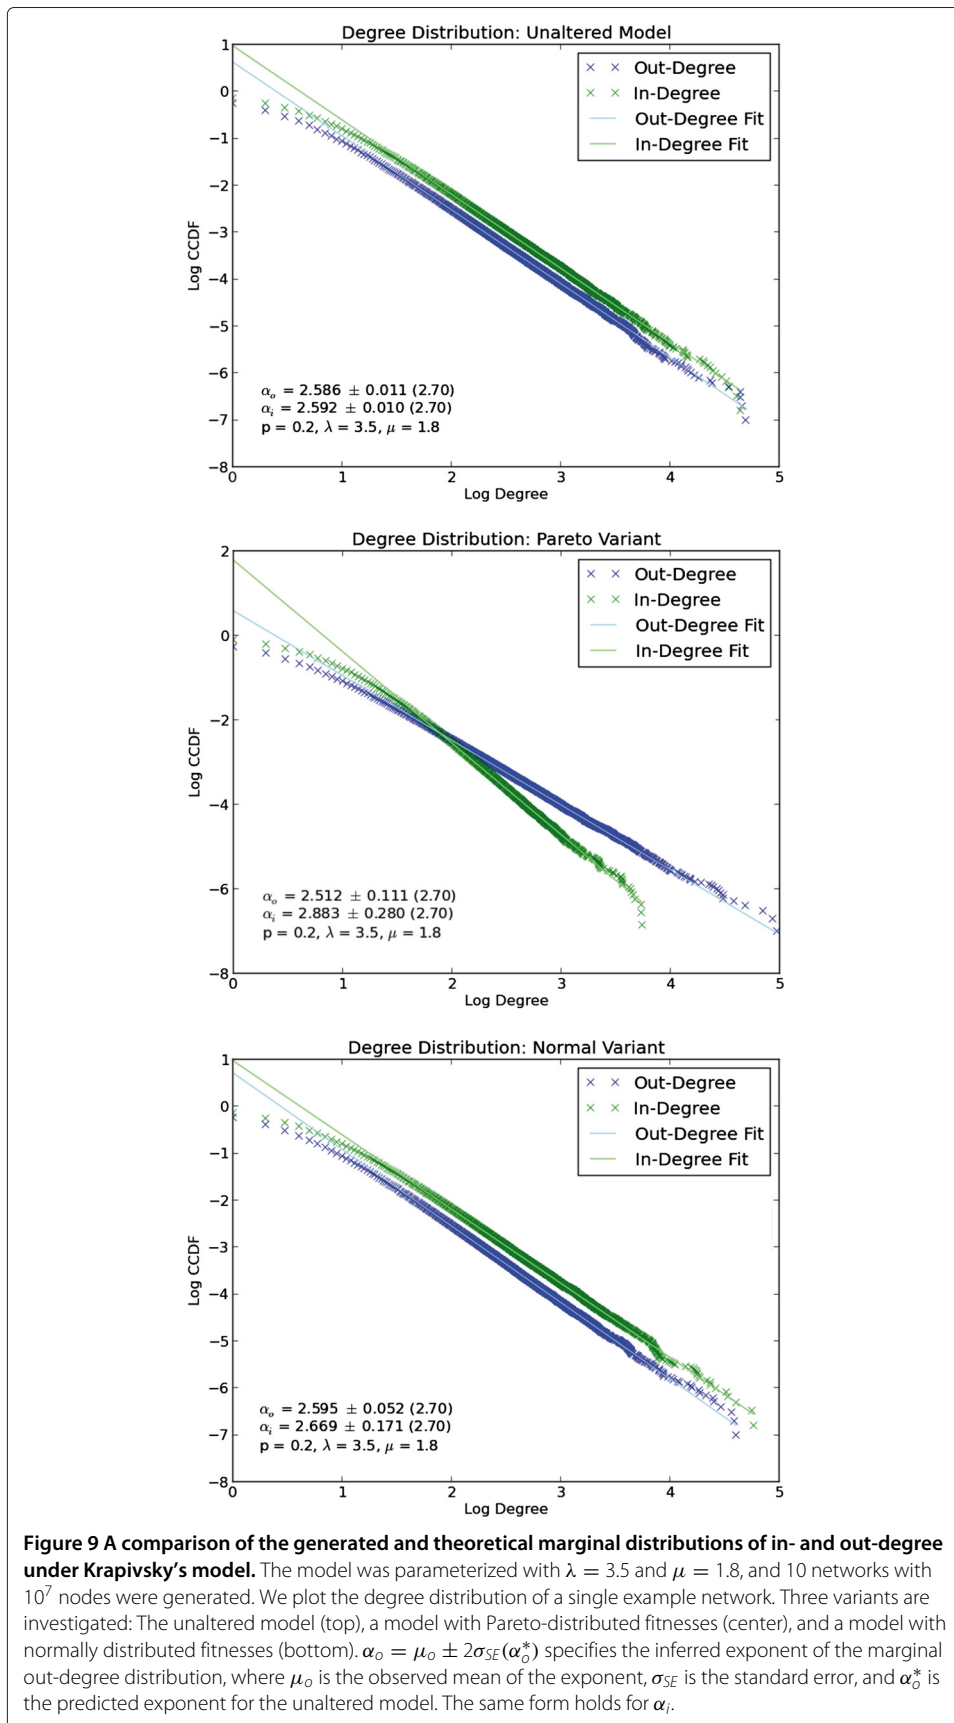 Degree Distribution: Unaltered Model
1
0
−1
−2
−3
−4
−5
−6
−7
−8
Log CCDF
Out-Degree
In-Degree
Out-Degree Fit
In-Degree Fit
αₒ = 2.586 ± 0.011 (2.70)
αᵢ = 2.592 ± 0.010 (2.70)
p = 0.2, λ = 3.5, μ = 1.8
0 1 2 3 4 5
Log Degree
Degree Distribution: Pareto Variant
2
0
−2
−4
−6
−8
Log CCDF
Out-Degree
In-Degree
Out-Degree Fit
In-Degree Fit
αₒ = 2.512 ± 0.111 (2.70)
αᵢ = 2.883 ± 0.280 (2.70)
p = 0.2, λ = 3.5, μ = 1.8
0 1 2 3 4 5
Log Degree
Degree Distribution: Normal Variant
1
0
−1
−2
−3
−4
−5
−6
−7
−8
Log CCDF
Out-Degree
In-Degree
Out-Degree Fit
In-Degree Fit
αₒ = 2.595 ± 0.052 (2.70)
αᵢ = 2.669 ± 0.171 (2.70)
p = 0.2, λ = 3.5, μ = 1.8
0 1 2 3 4 5
Log Degree
Figure 9 A comparison of the generated and theoretical marginal distributions of in- and out-degree
under Krapivsky's model. The model was parameterized with λ = 3.5 and μ = 1.8, and 10 networks with
10⁷ nodes were generated. We plot the degree distribution of a single example network. Three variants are
investigated: The unaltered model (top), a model with Pareto-distributed fitnesses (center), and a model with
normally distributed fitnesses (bottom). αₒ = μₒ ± 2σ_SE(αₒ*) specifies the inferred exponent of the marginal
out-degree distribution, where μₒ is the observed mean of the exponent, σ_SE is the standard error, and αₒ* is
the predicted exponent for the unaltered model. The same form holds for αᵢ.